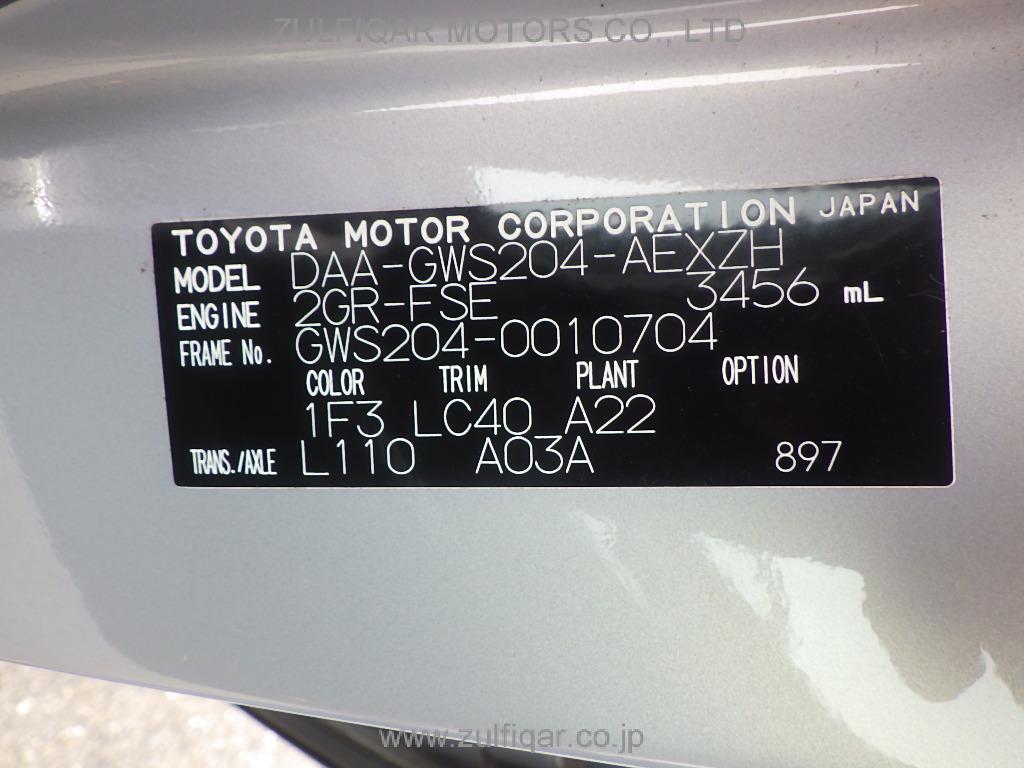 ZULFIQAR MOTORS CO., LTD
TOYOTA MOTOR CORPORATION JAPAN
MODEL DAA-GWS204-AEXZH
ENGINE 2GR-FSE 3456 mL
FRAME No. GWS204-0010704
COLOR TRIM PLANT OPTION
1F3 LC40 A22
TRANS./AXLE L110 A03A 897
www.zulfiqar.co.jp